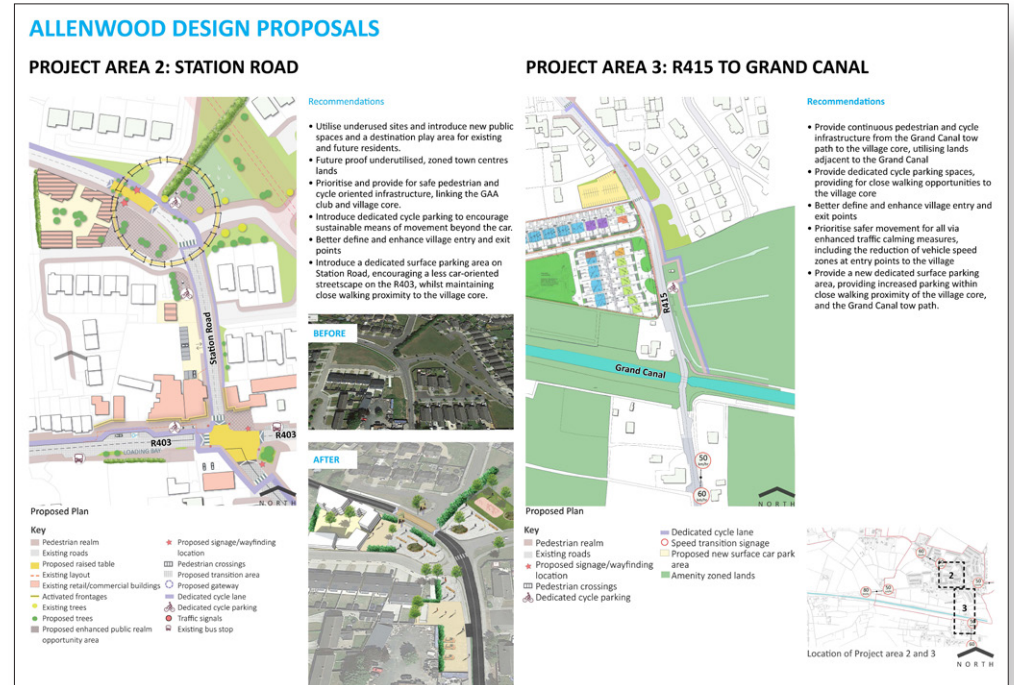 ALLENWOOD DESIGN PROPOSALS
PROJECT AREA 2: STATION ROAD
Station Road
R403
R403
LOADING BAY
NORTH
Proposed Plan
Key
Pedestrian realm
Existing roads
Proposed raised table
Existing layout
Existing retail/commercial buildings
Activated frontages
Existing trees
Proposed trees
Proposed enhanced public realm
opportunity area
Proposed signage/wayfinding
location
Pedestrian crossings
Proposed transition area
Proposed gateway
Dedicated cycle lane
Dedicated cycle parking
Traffic signals
Existing bus stop
Recommendations
• Utilise underused sites and introduce new public
spaces and a destination play area for existing
and future residents.
• Future proof underutilised, zoned town centres
lands
• Prioritise and provide for safe pedestrian and
cycle oriented infrastructure, linking the GAA
club and village core.
• Introduce dedicated cycle parking to encourage
sustainable means of movement beyond the car.
• Better define and enhance village entry and exit
points
• Introduce a dedicated surface parking area on
Station Road, encouraging a less car-oriented
streetscape on the R403, whilst maintaining
close walking proximity to the village core.
BEFORE
AFTER
PROJECT AREA 3: R415 TO GRAND CANAL
R415
Grand Canal
50
km/h
60
km/h
NORTH
Proposed Plan
Key
Pedestrian realm
Existing roads
Proposed signage/wayfinding
location
Pedestrian crossings
Dedicated cycle parking
Dedicated cycle lane
Speed transition signage
Proposed new surface car park
area
Amenity zoned lands
Recommendations
• Provide continuous pedestrian and cycle
infrastructure from the Grand Canal tow
path to the village core, utilising lands
adjacent to the Grand Canal
• Provide dedicated cycle parking spaces,
providing for close walking opportunities to
the village core
• Better define and enhance village entry and
exit points
• Prioritise safer movement for all via
enhanced traffic calming measures,
including the reduction of vehicle speed
zones at entry points to the village
• Provide a new dedicated surface parking
area, providing increased parking within
close walking proximity of the village core,
and the Grand Canal tow path.
2
3
Location of Project area 2 and 3
NORTH